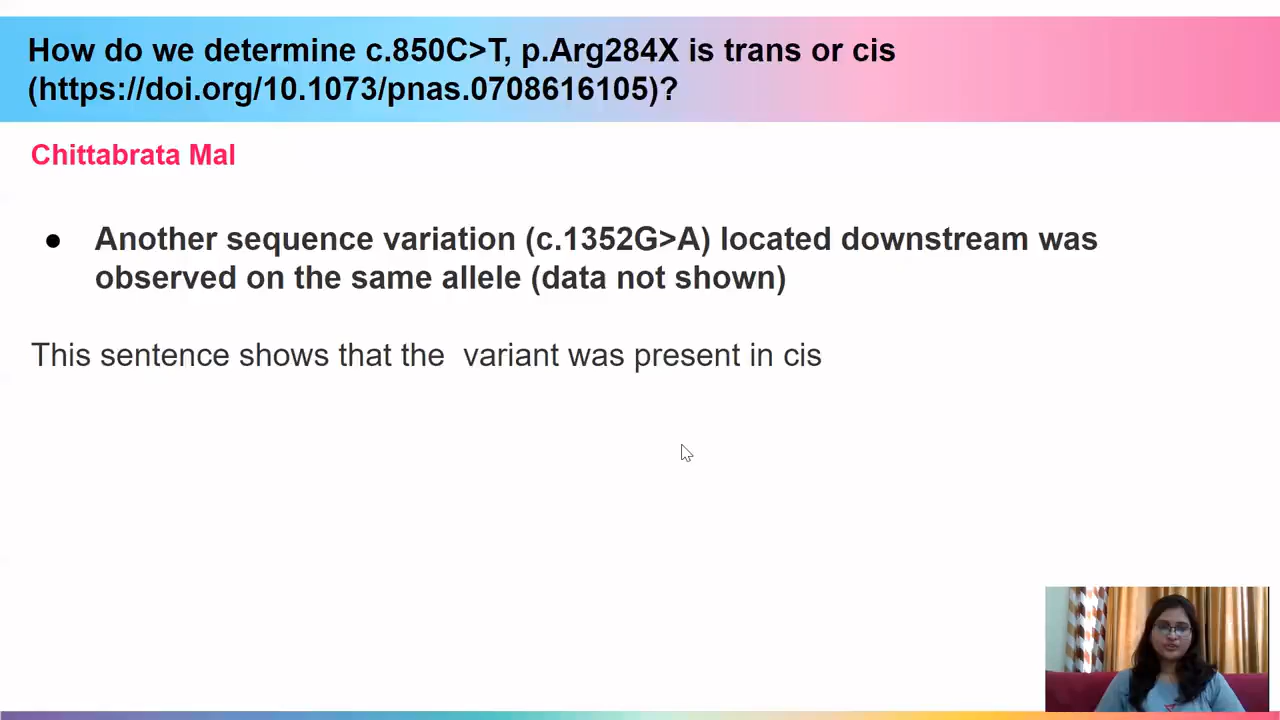 How do we determine c.850C>T, p.Arg284X is trans or cis
(https://doi.org/10.1073/pnas.0708616105)?
Chittabrata Mal
● Another sequence variation (c.1352G>A) located downstream was
observed on the same allele (data not shown)
This sentence shows that the variant was present in cis